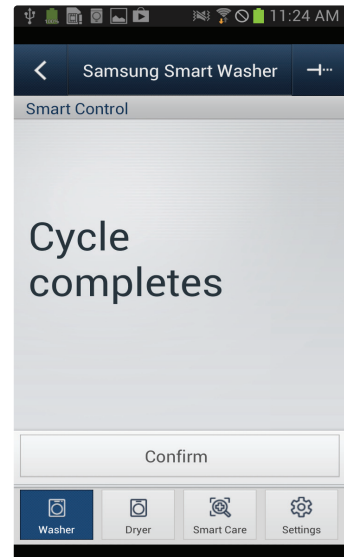 11:24 AM
Samsung Smart Washer
Smart Control
Cycle
completes
Confirm
Washer
Dryer
Smart Care
Settings